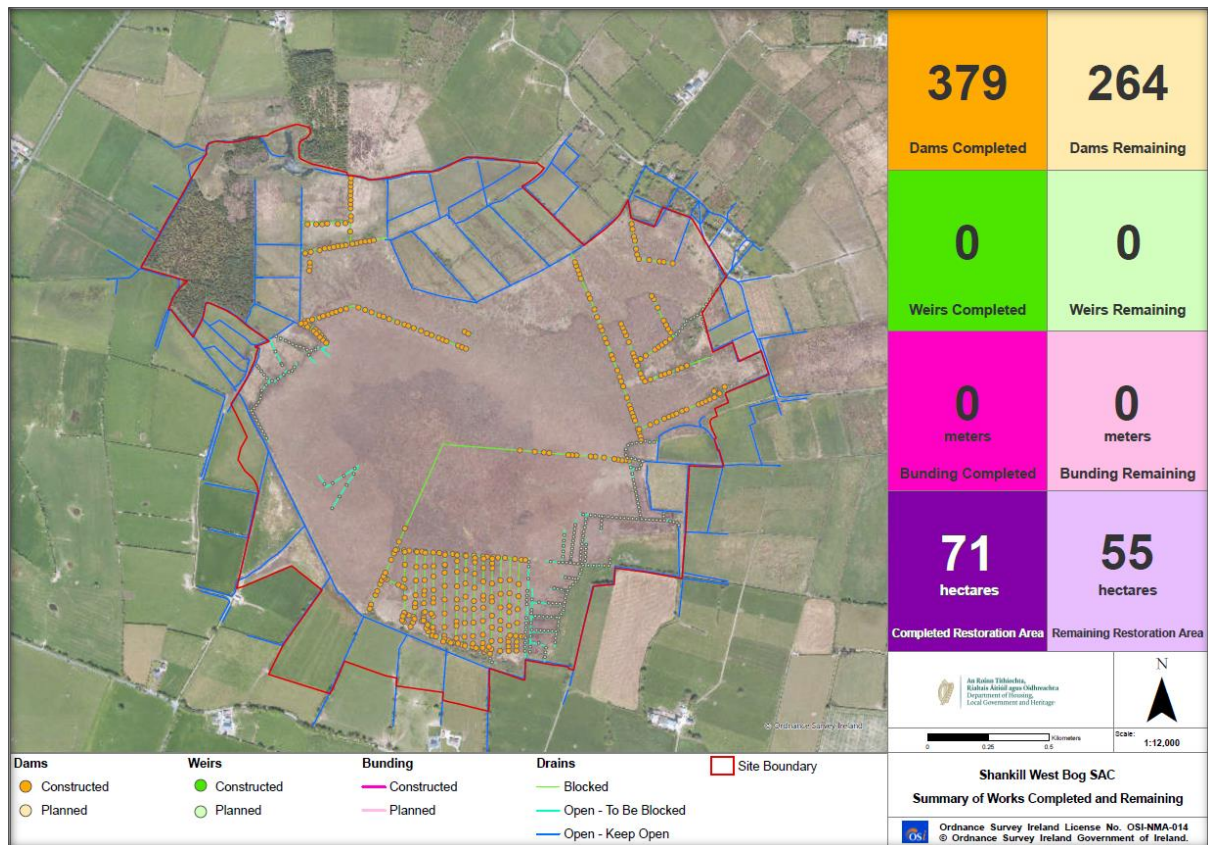 379
Dams Completed
264
Dams Remaining
0
Weirs Completed
0
Weirs Remaining
0
meters
Bunding Completed
0
meters
Bunding Remaining
71
hectares
Completed Restoration Area
55
hectares
Remaining Restoration Area
An Roinn Tithíochta,
Rialtais Áitiúil agus Oidhreachta
Department of Housing,
Local Government and Heritage
N
0 0.25 0.5
Kilometers
Scale:
1:12,000
© Ordnance Survey Ireland
Dams
Constructed
Planned
Weirs
Constructed
Planned
Bunding
Constructed
Planned
Drains
Blocked
Open - To Be Blocked
Open - Keep Open
Site Boundary
Shankill West Bog SAC
Summary of Works Completed and Remaining
OSi
Ordnance Survey Ireland License No. OSI-NMA-014
© Ordnance Survey Ireland Government of Ireland.